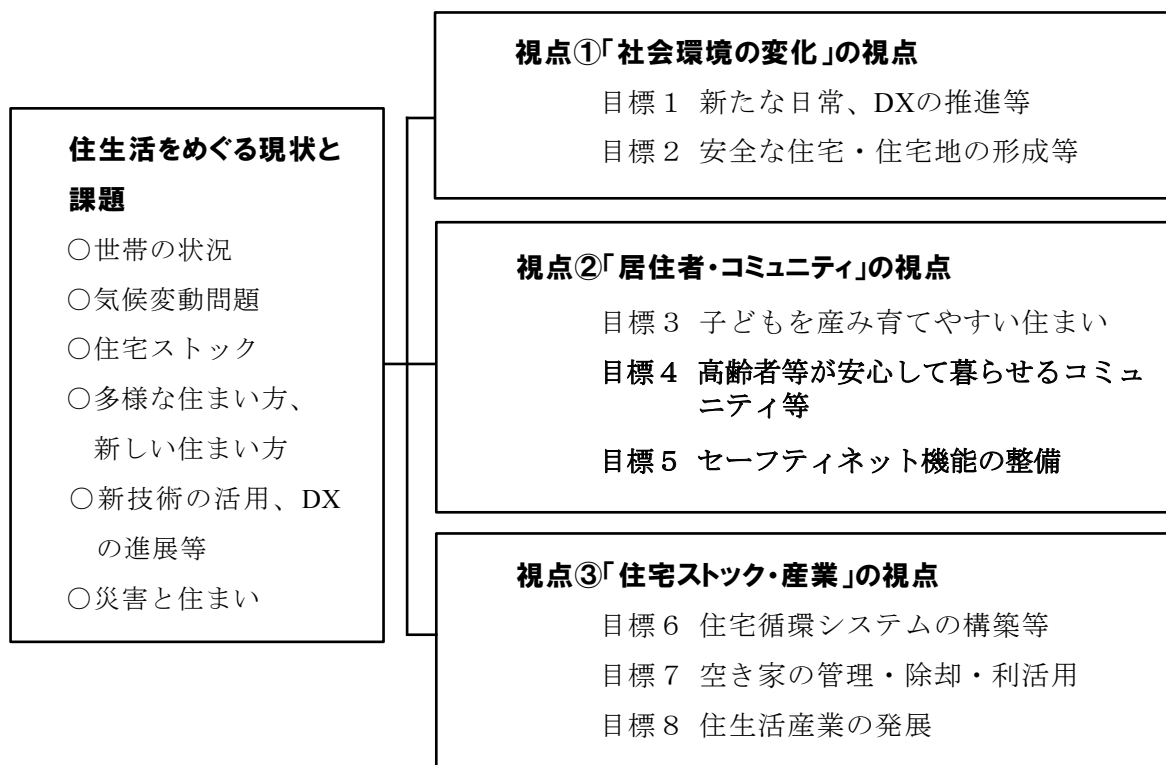 住生活をめぐる現状と
課題
○世帯の状況
○気候変動問題
○住宅ストック
○多様な住まい方、
新しい住まい方
○新技術の活用、DX
の進展等
○災害と住まい
視点①「社会環境の変化」の視点
目標１ 新たな日常、DXの推進等
目標２ 安全な住宅・住宅地の形成等
視点②「居住者・コミュニティ」の視点
目標３ 子どもを産み育てやすい住まい
目標４ 高齢者等が安心して暮らせるコミュ
ニティ等
目標５ セーフティネット機能の整備
視点③「住宅ストック・産業」の視点
目標６ 住宅循環システムの構築等
目標７ 空き家の管理・除却・利活用
目標８ 住生活産業の発展